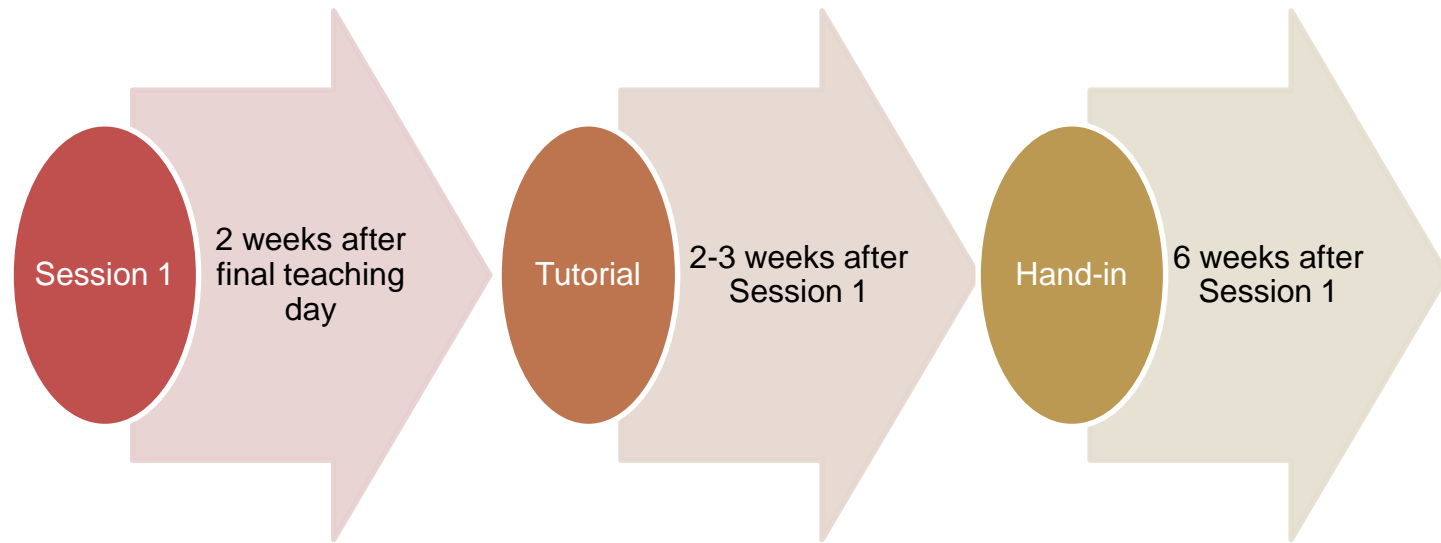 Session 1
2 weeks after
final teaching
day
Tutorial
2-3 weeks after
Session 1
Hand-in
6 weeks after
Session 1